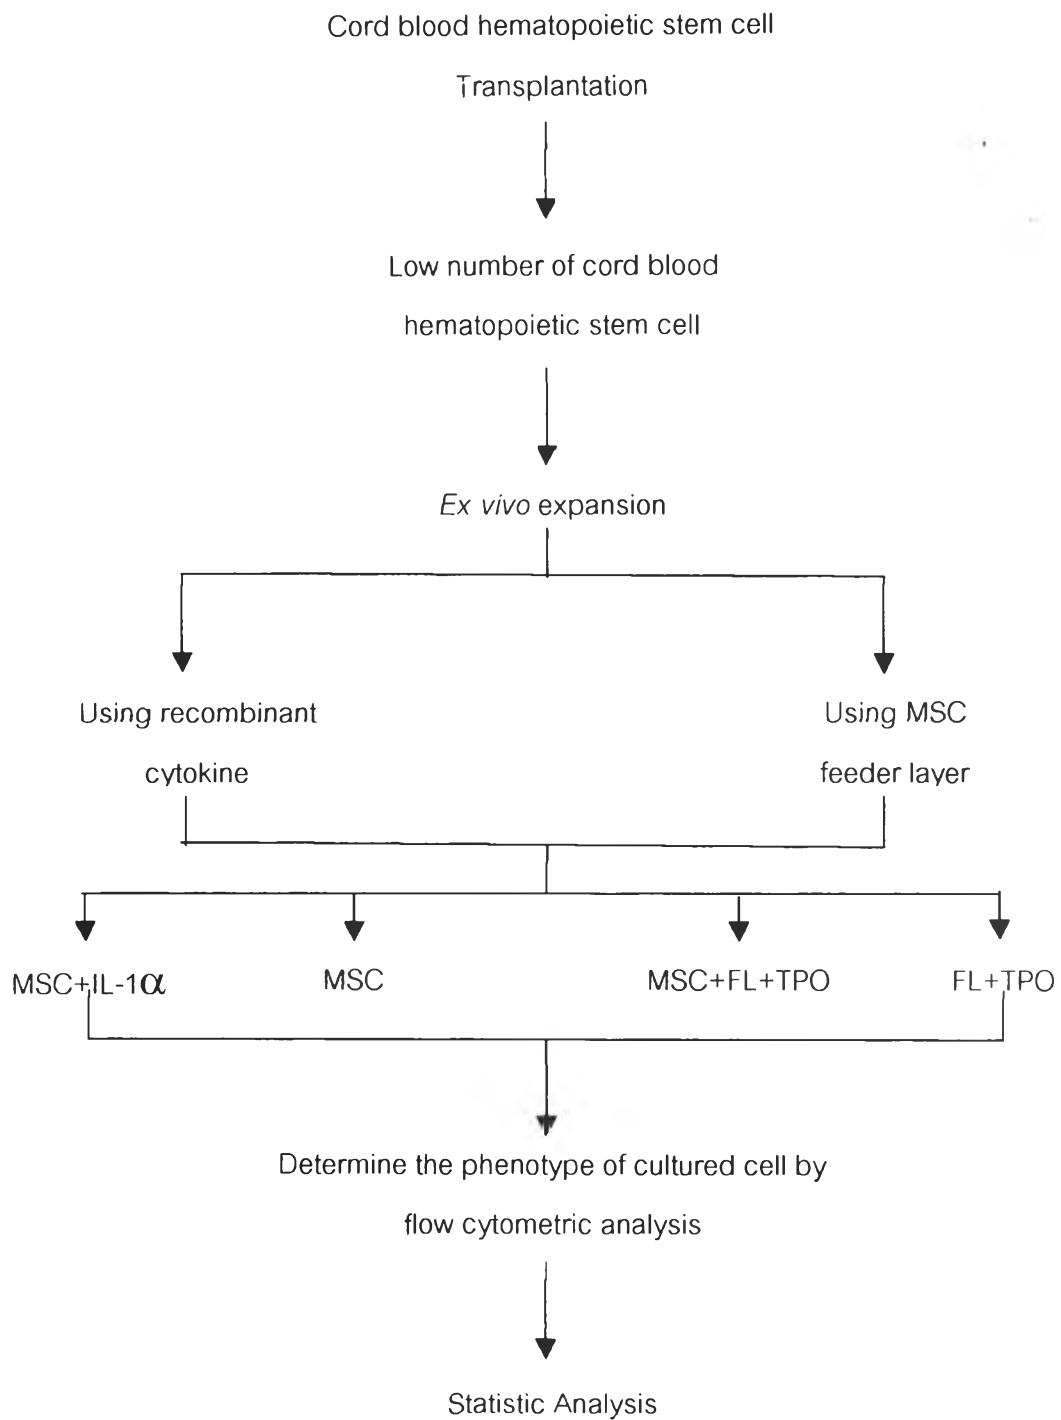 Cord blood hematopoietic stem cell
Transplantation
Low number of cord blood
hematopoietic stem cell
Ex vivo expansion
Using recombinant
cytokine
Using MSC
feeder layer
MSC+IL-1α MSC MSC+FL+TPO FL+TPO
Determine the phenotype of cultured cell by
flow cytometric analysis
Statistic Analysis